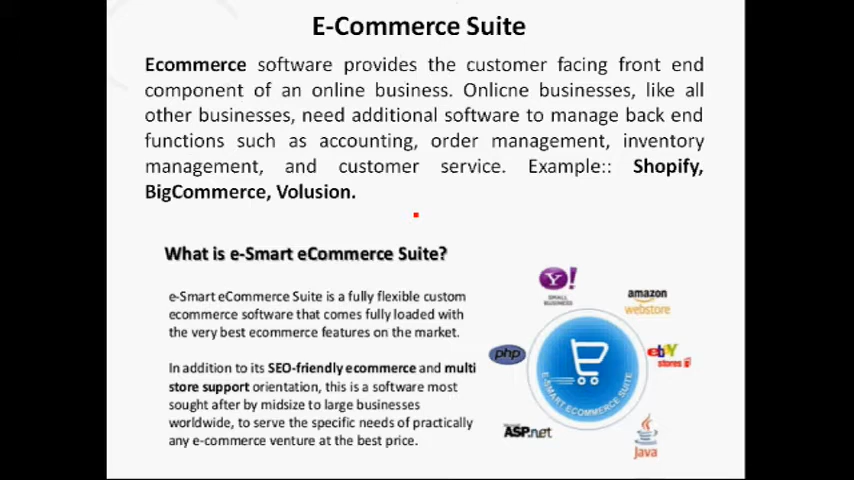 E-Commerce Suite
Ecommerce software provides the customer facing front end
component of an online business. Onlicne businesses, like all
other businesses, need additional software to manage back end
functions such as accounting, order management, inventory
management, and customer service. Example:: Shopify,
BigCommerce, Volusion.
What is e-Smart eCommerce Suite?
e-Smart eCommerce Suite is a fully flexible custom
ecommerce software that comes fully loaded with
the very best ecommerce features on the market.
In addition to its SEO-friendly ecommerce and multi
store support orientation, this is a software most
sought after by midsize to large businesses
worldwide, to serve the specific needs of practically
any e-commerce venture at the best price.
Y!
SMALL
BUSINESS
amazon
webstore
php
ebY
stores
E-SMART ECOMMERCE SUITE
ASP.net
Java